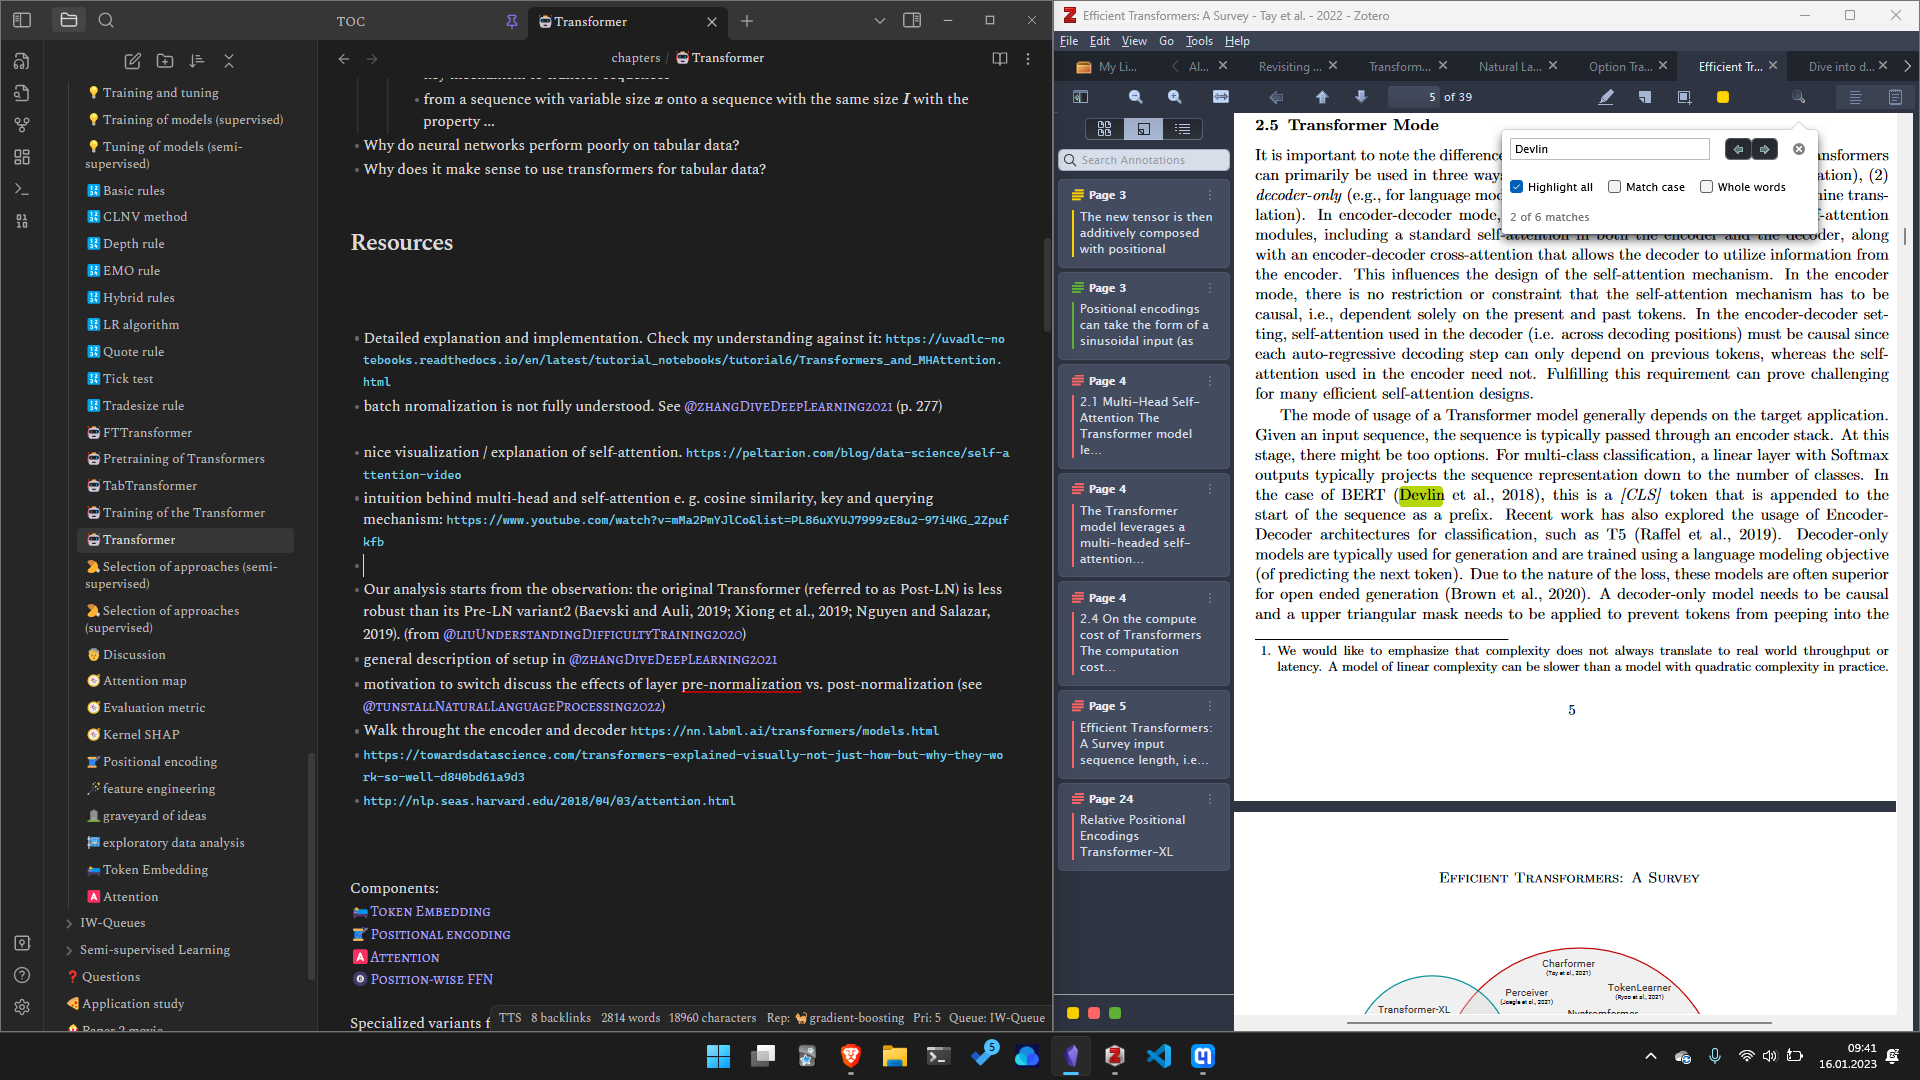 TOC
Transformer
chapters / Transformer
Training and tuning
Training of models (supervised)
Tuning of models (semi-
supervised)
Basic rules
CLNV method
Depth rule
EMO rule
Hybrid rules
LR algorithm
Quote rule
Tick test
Tradesize rule
FTTransformer
Pretraining of Transformers
TabTransformer
Training of the Transformer
Transformer
Selection of approaches (semi-
supervised)
Selection of approaches
(supervised)
Discussion
Attention map
Evaluation metric
Kernel SHAP
Positional encoding
feature engineering
graveyard of ideas
exploratory data analysis
Token Embedding
Attention
IW-Queues
Semi-supervised Learning
Questions
Application study
from a sequence with variable size x onto a sequence with the same size I with the
property ...
Why do neural networks perform poorly on tabular data?
Why does it make sense to use transformers for tabular data?
Resources
Detailed explanation and implementation. Check my understanding against it: https://uvadlc-no
tebooks.readthedocs.io/en/latest/tutorial_notebooks/tutorial6/Transformers_and_MHAttention.
html
batch nromalization is not fully understood. See @ZHANGDIVEDEEPLEARNING2021 (p. 277)
nice visualization / explanation of self-attention. https://peltarion.com/blog/data-science/self-a
ttention-video
intuition behind multi-head and self-attention e. g. cosine similarity, key and querying
mechanism: https://www.youtube.com/watch?v=mMa2PmYJlCo&list=PL86uXYUJ7999zE8u2-97i4KG_2Zpuf
kfb
Our analysis starts from the observation: the original Transformer (referred to as Post-LN) is less
robust than its Pre-LN variant2 (Baevski and Auli, 2019; Xiong et al., 2019; Nguyen and Salazar,
2019). (from @LIUUNDERSTANDINGDIFFICULTYTRAINING2020)
general description of setup in @ZHANGDIVEDEEPLEARNING2021
motivation to switch discuss the effects of layer pre-normalization vs. post-normalization (see
@TUNSTALLNATURALLANGUAGEPROCESSING2022)
Walk throught the encoder and decoder https://nn.labml.ai/transformers/models.html
https://towardsdatascience.com/transformers-explained-visually-not-just-how-but-why-they-wo
rk-so-well-d840bd61a9d3
http://nlp.seas.harvard.edu/2018/04/03/attention.html
Components:
TOKEN EMBEDDING
POSITIONAL ENCODING
ATTENTION
POSITION-WISE FFN
Specialized variants f
TTS 8 backlinks 2814 words 18960 characters Rep: gradient-boosting Pri: 5 Queue: IW-Queue
Efficient Transformers: A Survey - Tay et al. - 2022 - Zotero
File Edit View Go Tools Help
My Li... Al... Revisiting ... Transform... Natural La... Option Tra... Efficient Tr... Dive into d...
5 of 39
Search Annotations
Page 3
The new tensor is then
additively composed
with positional
Page 3
Positional encodings
can take the form of a
sinusoidal input (as
Page 4
2.1 Multi-Head Self-
Attention The
Transformer model
le...
Page 4
The Transformer
model leverages a
multi-headed self-
attention...
Page 4
2.4 On the compute
cost of Transformers
The computation
cost...
Page 5
Efficient Transformers:
A Survey input
sequence length, i.e...
Page 24
Relative Positional
Encodings
Transformer-XL
Devlin
Highlight all Match case Whole words
2 of 6 matches
2.5 Transformer Mode
It is important to note the difference
can primarily be used in three way ation), (2)
decoder-only (e.g., for language mo ine trans-
lation). In encoder-decoder mode, f-attention
modules, including a standard self-attention in both the encoder and the decoder, along
with an encoder-decoder cross-attention that allows the decoder to utilize information from
the encoder. This influences the design of the self-attention mechanism. In the encoder
mode, there is no restriction or constraint that the self-attention mechanism has to be
causal, i.e., dependent solely on the present and past tokens. In the encoder-decoder set-
ting, self-attention used in the decoder (i.e. across decoding positions) must be causal since
each auto-regressive decoding step can only depend on previous tokens, whereas the self-
attention used in the encoder need not. Fulfilling this requirement can prove challenging
for many efficient self-attention designs.
The mode of usage of a Transformer model generally depends on the target application.
Given an input sequence, the sequence is typically passed through an encoder stack. At this
stage, there might be too options. For multi-class classification, a linear layer with Softmax
outputs typically projects the sequence representation down to the number of classes. In
the case of BERT (Devlin et al., 2018), this is a [CLS] token that is appended to the
start of the sequence as a prefix. Recent work has also explored the usage of Encoder-
Decoder architectures for classification, such as T5 (Raffel et al., 2019). Decoder-only
models are typically used for generation and are trained using a language modeling objective
(of predicting the next token). Due to the nature of the loss, these models are often superior
for open ended generation (Brown et al., 2020). A decoder-only model needs to be causal
and a upper triangular mask needs to be applied to prevent tokens from peeping into the
1. We would like to emphasize that complexity does not always translate to real world throughput or
latency. A model of linear complexity can be slower than a model with quadratic complexity in practice.
5
EFFICIENT TRANSFORMERS: A SURVEY
Charformer
(Tay et al., 2021)
Perceiver
(Jaegle et al., 2021)
TokenLearner
(Ryoo et al., 2021)
Transformer-XL
Nystromformer
5
09:41
16.01.2023